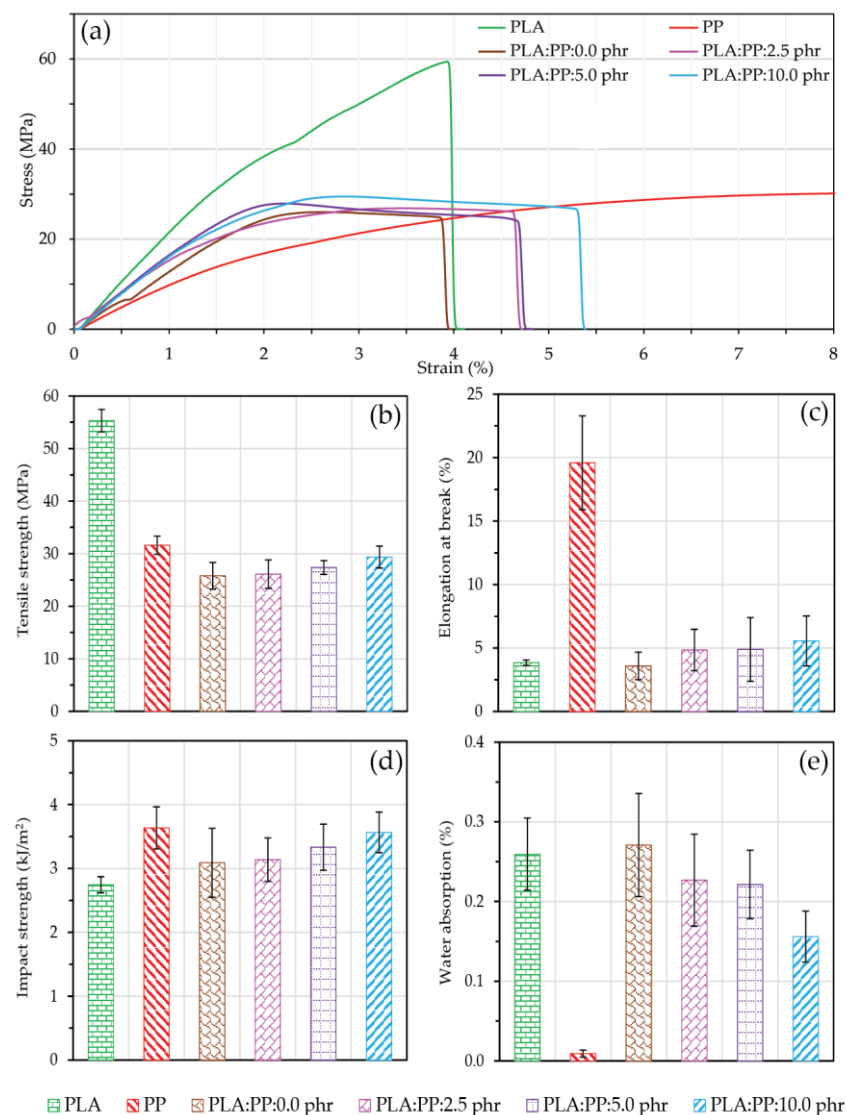 (a)
PLA
PP
PLA:PP:0.0 phr
PLA:PP:2.5 phr
PLA:PP:5.0 phr
PLA:PP:10.0 phr
60
40
20
0
Stress (MPa)
0 1 2 3 4 5 6 7 8
Strain (%)
(b)
60
50
40
30
20
10
0
Tensile strength (MPa)
(c)
25
20
15
10
5
0
Elongation at break (%)
(d)
5
4
3
2
1
0
Impact strength (kJ/m²)
(e)
0.4
0.3
0.2
0.1
0.0
Water absorption (%)
PLA PP PLA:PP:0.0 phr PLA:PP:2.5 phr PLA:PP:5.0 phr PLA:PP:10.0 phr